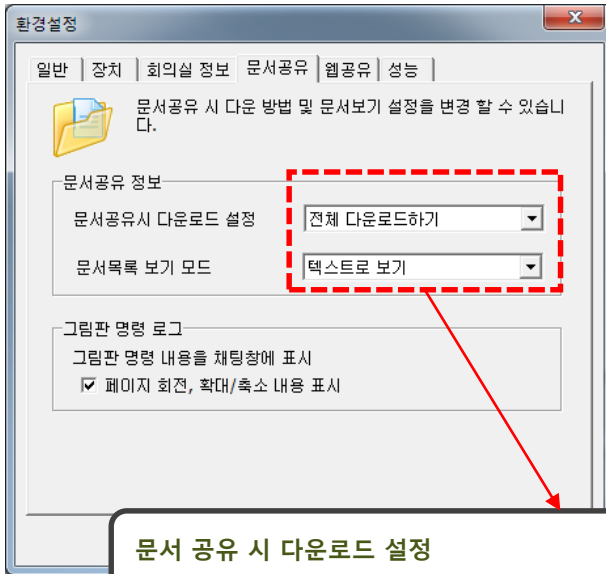 환경설정
일반 장치 회의실 정보 문서공유 웹공유 성능
문서공유 시 다운 방법 및 문서보기 설정을 변경 할 수 있습니
다.
문서공유 정보
문서공유시 다운로드 설정 전체 다운로드하기
문서목록 보기 모드 텍스트로 보기
그림판 명령 로그
그림판 명령 내용을 채팅창에 표시
페이지 회전, 확대/축소 내용 표시
문서 공유 시 다운로드 설정